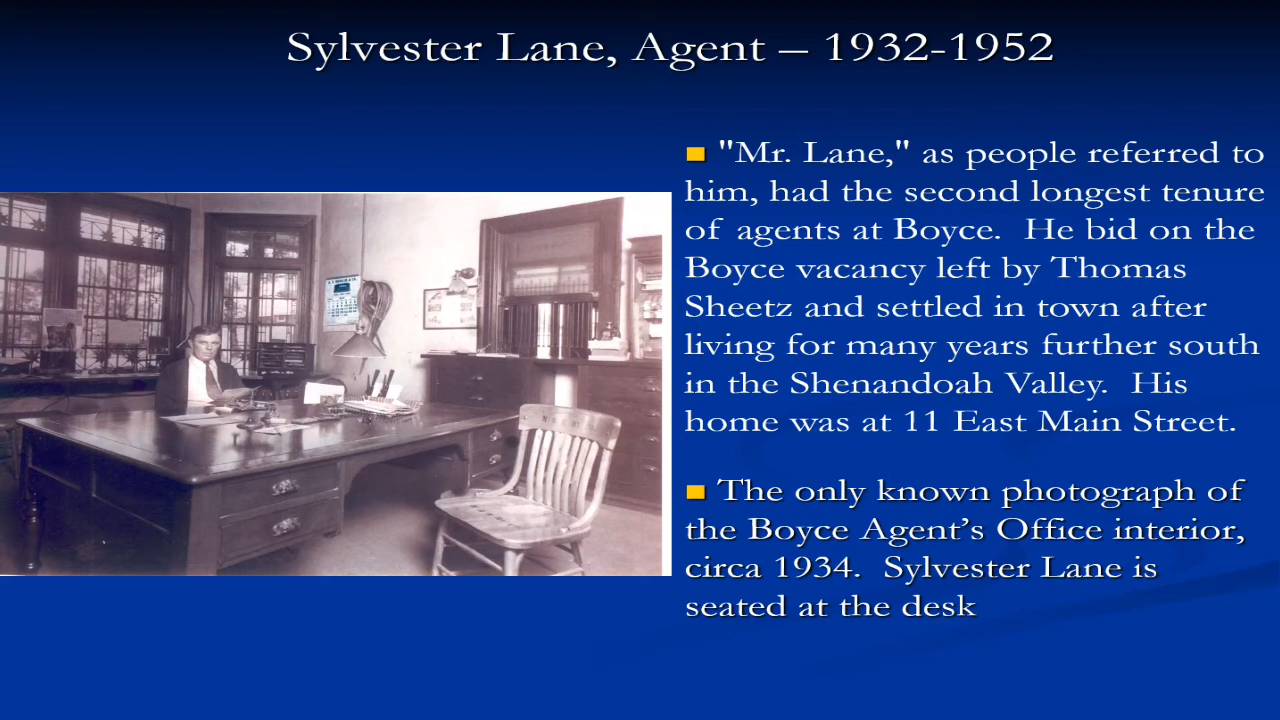 Sylvester Lane, Agent – 1932-1952
"Mr. Lane," as people referred to
him, had the second longest tenure
of agents at Boyce. He bid on the
Boyce vacancy left by Thomas
Sheetz and settled in town after
living for many years further south
in the Shenandoah Valley. His
home was at 11 East Main Street.
The only known photograph of
the Boyce Agent’s Office interior,
circa 1934. Sylvester Lane is
seated at the desk